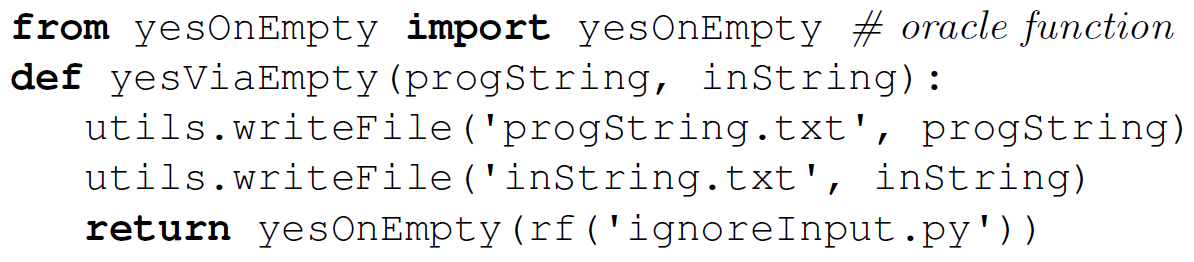 from yesOnEmpty import yesOnEmpty # oracle function
def yesViaEmpty(progString, inString):
    utils.writeFile('progString.txt', progString)
    utils.writeFile('inString.txt', inString)
    return yesOnEmpty(rf('ignoreInput.py'))